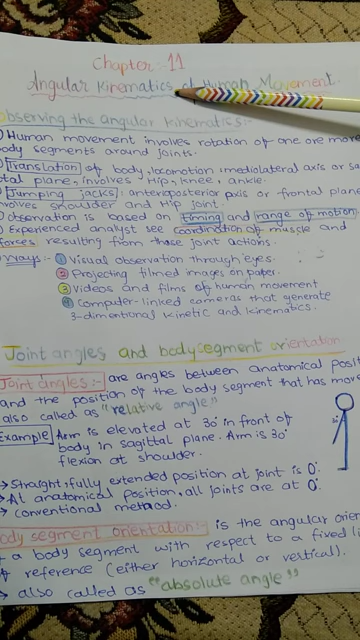 Chapter :- 11
Angular Kinematics of Human Movement.
Observing the angular kinematics:-
Human movement involves rotation of one are more
body segments around joints.
Translation of body locomotion :mediolateral axis or sa
plane, involves Hip, knee & ankle.
Jumping jacks: anteriposterior axis or frontal plane
involves shoulder and Hip joint.
observation is based on timing and range of motion
Experienced analyst see coordination of muscle and
forces resulting from those joint actions.
ways :- ① Visual observation through eyes.
② Projecting filmed images on paper.
③ Videos and films of human movement
④ Computer-linked cameras that generate
3-dimentional kinetic and kinematics.
Joint angles and body segment orientation
Joint angles :- are angles between anatomical posit
and the position of the body segment that has mov
also called as "relative angle"
Example Arm is elevated at 30° in front of
body in sagittal plane. Arm is 30°
flexion at shoulder.
30°
→ Straight, fully extended position at joint is 0°.
→ At anatomical position, all joints are at 0°.
→ conventional method.
body segment orientation:- is the angular orien
a body segment with respect to a fixed li
of reference (either horizontal or vertical).
→ also called as "absolute angle"